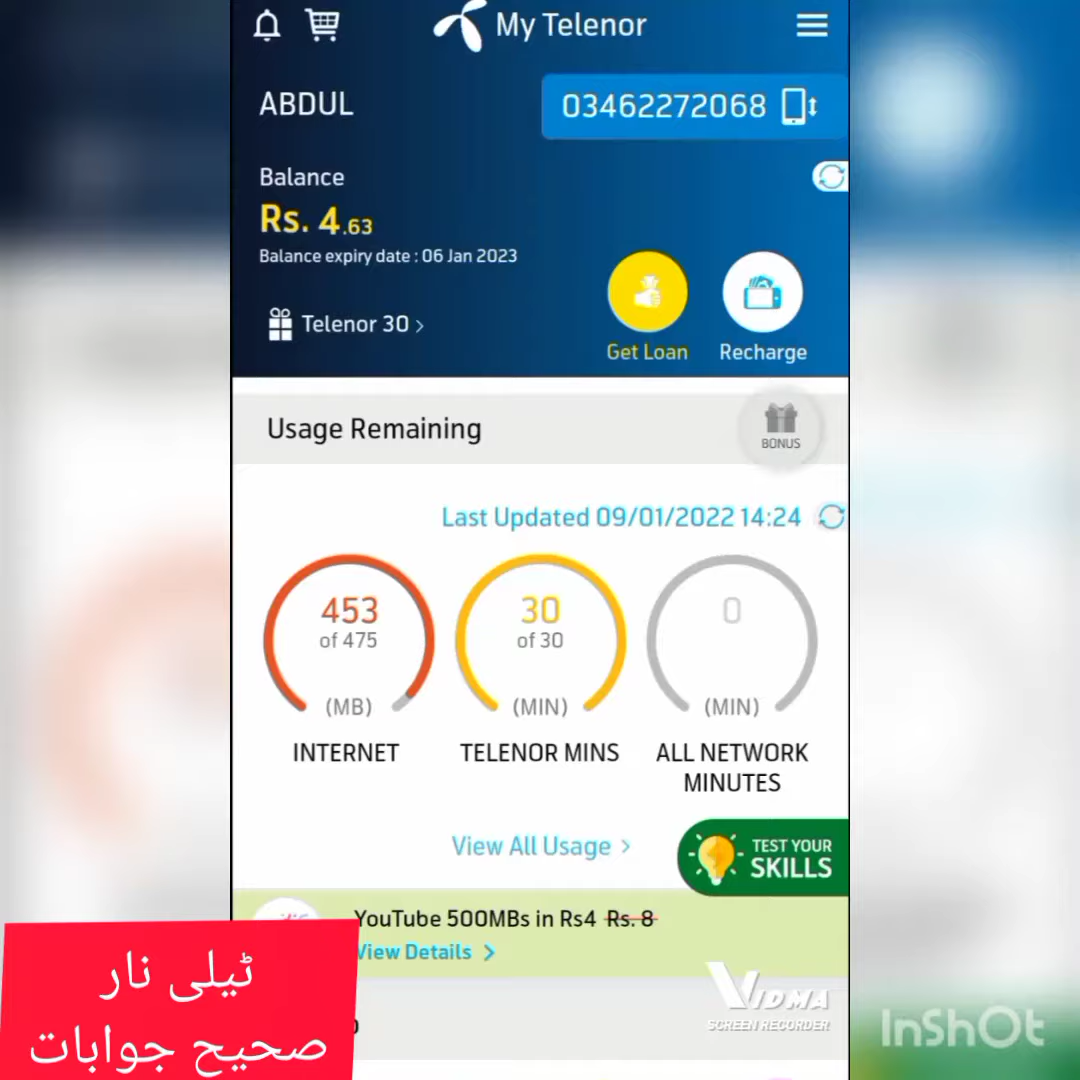 My Telenor
ABDUL
03462272068
Balance
Rs. 4.63
Balance expiry date : 06 Jan 2023
Telenor 30 >
Get Loan
Recharge
Usage Remaining
BONUS
Last Updated 09/01/2022 14:24
453
of 475
(MB)
INTERNET
30
of 30
(MIN)
TELENOR MINS
0
(MIN)
ALL NETWORK
MINUTES
View All Usage >
TEST YOUR
SKILLS
YouTube 500MBs in Rs4 Rs. 8
View Details >
ٹیلی نار
صحیح جوابات
VIDMA
SCREEN RECORDER
InShOt